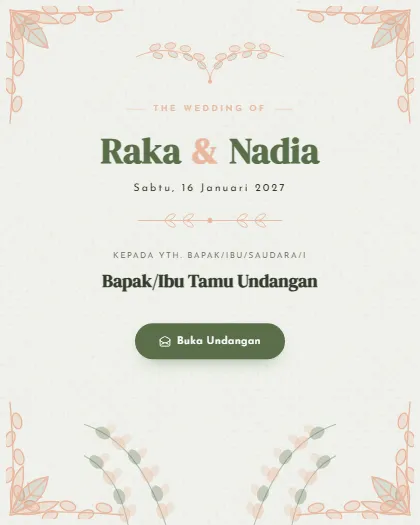 THE WEDDING OF
Raka & Nadia
Sabtu, 16 Januari 2027
KEPADA YTH. BAPAK/IBU/SAUDARA/I
Bapak/Ibu Tamu Undangan
Buka Undangan